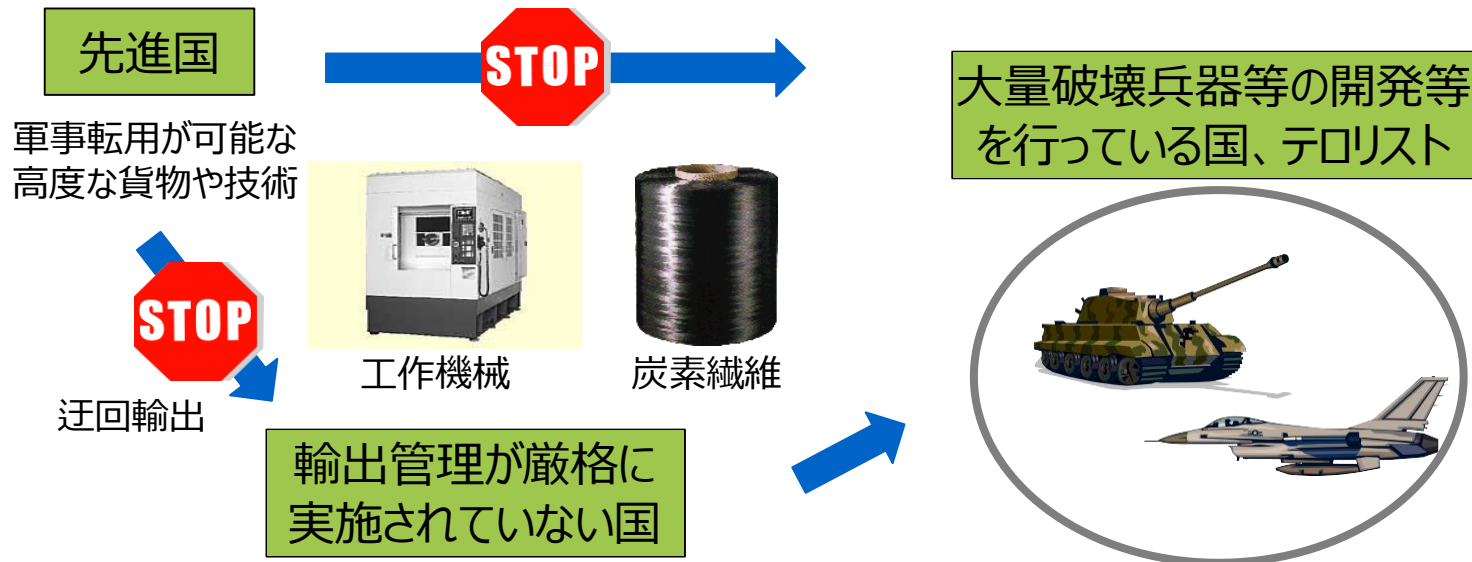 先進国
STOP
大量破壊兵器等の開発等
を行っている国、テロリスト
軍事転用が可能な
高度な貨物や技術
STOP
工作機械
炭素繊維
迂回輸出
輸出管理が厳格に
実施されていない国